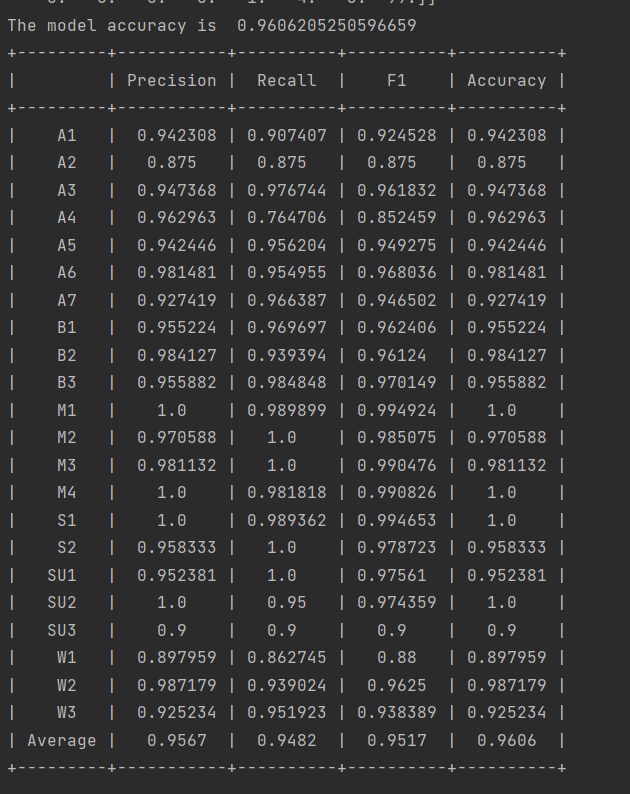 The model accuracy is  0.9606205250596659
+---------+-----------+----------+----------+----------+
|         | Precision |  Recall  |    F1    | Accuracy |
+---------+-----------+----------+----------+----------+
|    A1   |  0.942308 | 0.907407 | 0.924528 | 0.942308 |
|    A2   |   0.875   |  0.875   |  0.875   |  0.875   |
|    A3   |  0.947368 | 0.976744 | 0.961832 | 0.947368 |
|    A4   |  0.962963 | 0.764706 | 0.852459 | 0.962963 |
|    A5   |  0.942446 | 0.956204 | 0.949275 | 0.942446 |
|    A6   |  0.981481 | 0.954955 | 0.968036 | 0.981481 |
|    A7   |  0.927419 | 0.966387 | 0.946502 | 0.927419 |
|    B1   |  0.955224 | 0.969697 | 0.962406 | 0.955224 |
|    B2   |  0.984127 | 0.939394 | 0.96124  | 0.984127 |
|    B3   |  0.955882 | 0.984848 | 0.970149 | 0.955882 |
|    M1   |    1.0    | 0.989899 | 0.994924 |   1.0    |
|    M2   |  0.970588 |   1.0    | 0.985075 | 0.970588 |
|    M3   |  0.981132 |   1.0    | 0.990476 | 0.981132 |
|    M4   |    1.0    | 0.981818 | 0.990826 |   1.0    |
|    S1   |    1.0    | 0.989362 | 0.994653 |   1.0    |
|    S2   |  0.958333 |   1.0    | 0.978723 | 0.958333 |
|   SU1   |  0.952381 |   1.0    | 0.97561  | 0.952381 |
|   SU2   |    1.0    |   0.95   | 0.974359 |   1.0    |
|   SU3   |    0.9    |   0.9    |   0.9    |   0.9    |
|    W1   |  0.897959 | 0.862745 |   0.88   | 0.897959 |
|    W2   |  0.987179 | 0.939024 |  0.9625  | 0.987179 |
|    W3   |  0.925234 | 0.951923 | 0.938389 | 0.925234 |
| Average |   0.9567  |  0.9482  |  0.9517  |  0.9606  |
+---------+-----------+----------+----------+----------+